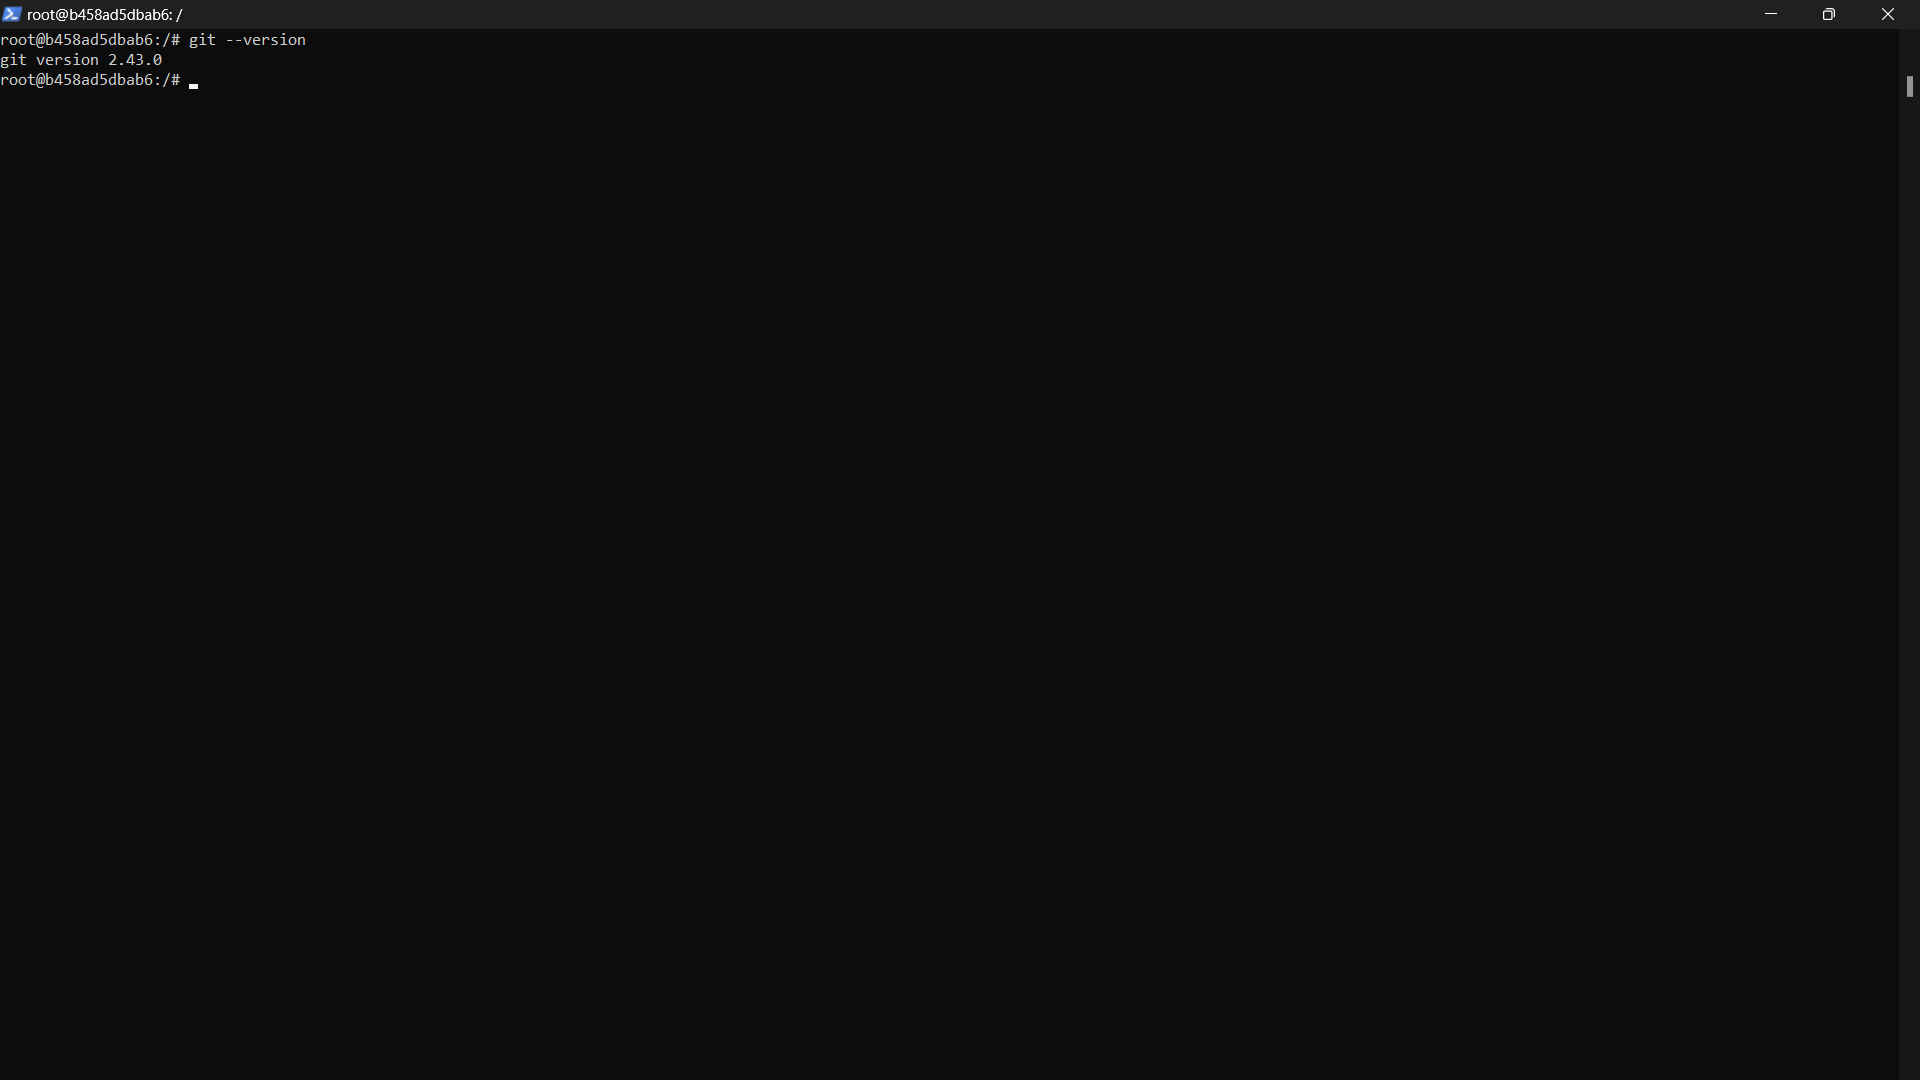 root@b458ad5dbab6: /
root@b458ad5dbab6:/# git --version
git version 2.43.0
root@b458ad5dbab6:/#